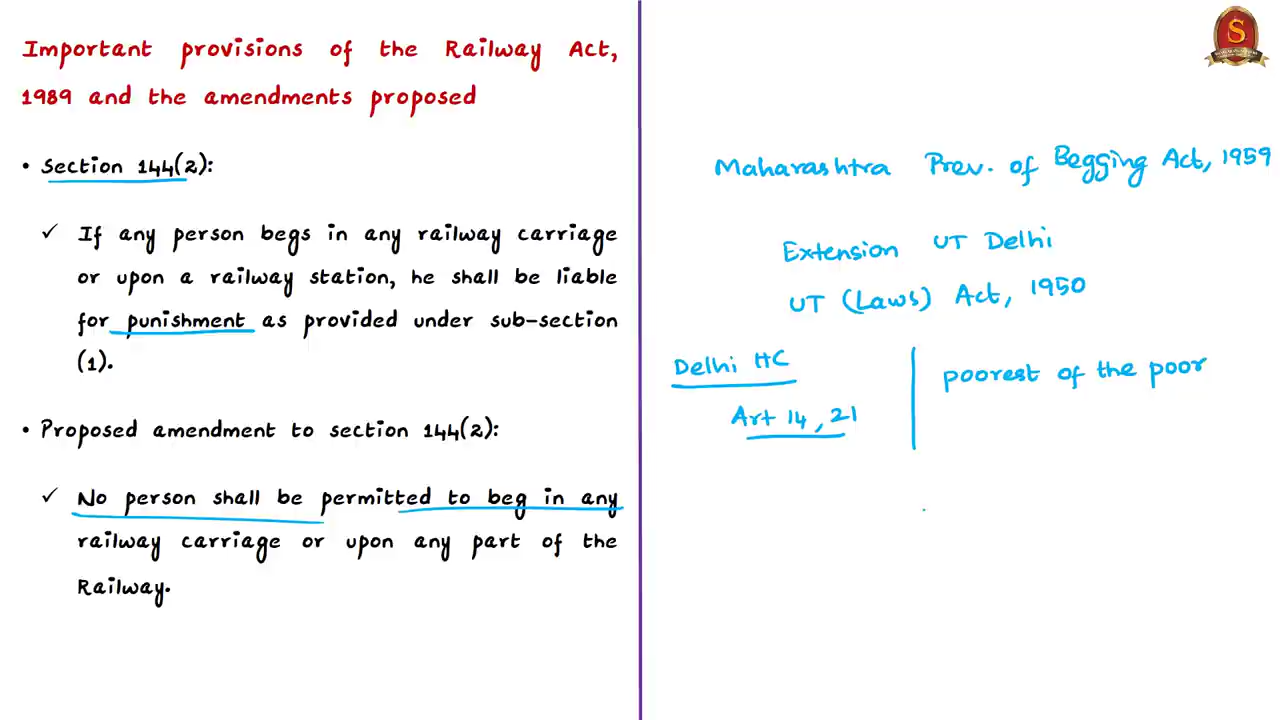 Important provisions of the Railway Act,
1989 and the amendments proposed
• Section 144(2):
✓ If any person begs in any railway carriage
or upon a railway station, he shall be liable
for punishment as provided under sub-section
(1).
• Proposed amendment to section 144(2):
✓ No person shall be permitted to beg in any
railway carriage or upon any part of the
Railway.
S
Maharashtra Prev. of Begging Act, 1959
Extension UT Delhi
UT (Laws) Act, 1950
Delhi HC
Art 14, 21
poorest of the poor